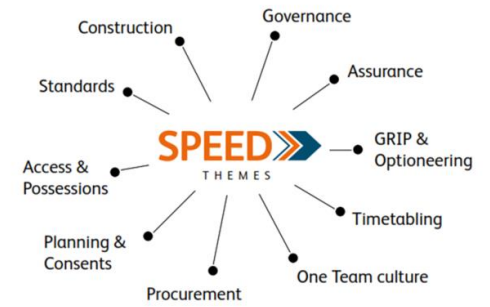 Governance
Construction
Assurance
Standards
SPEED
THEMES
GRIP &
Optioneering
Access &
Possessions
Timetabling
Planning &
Consents
One Team culture
Procurement